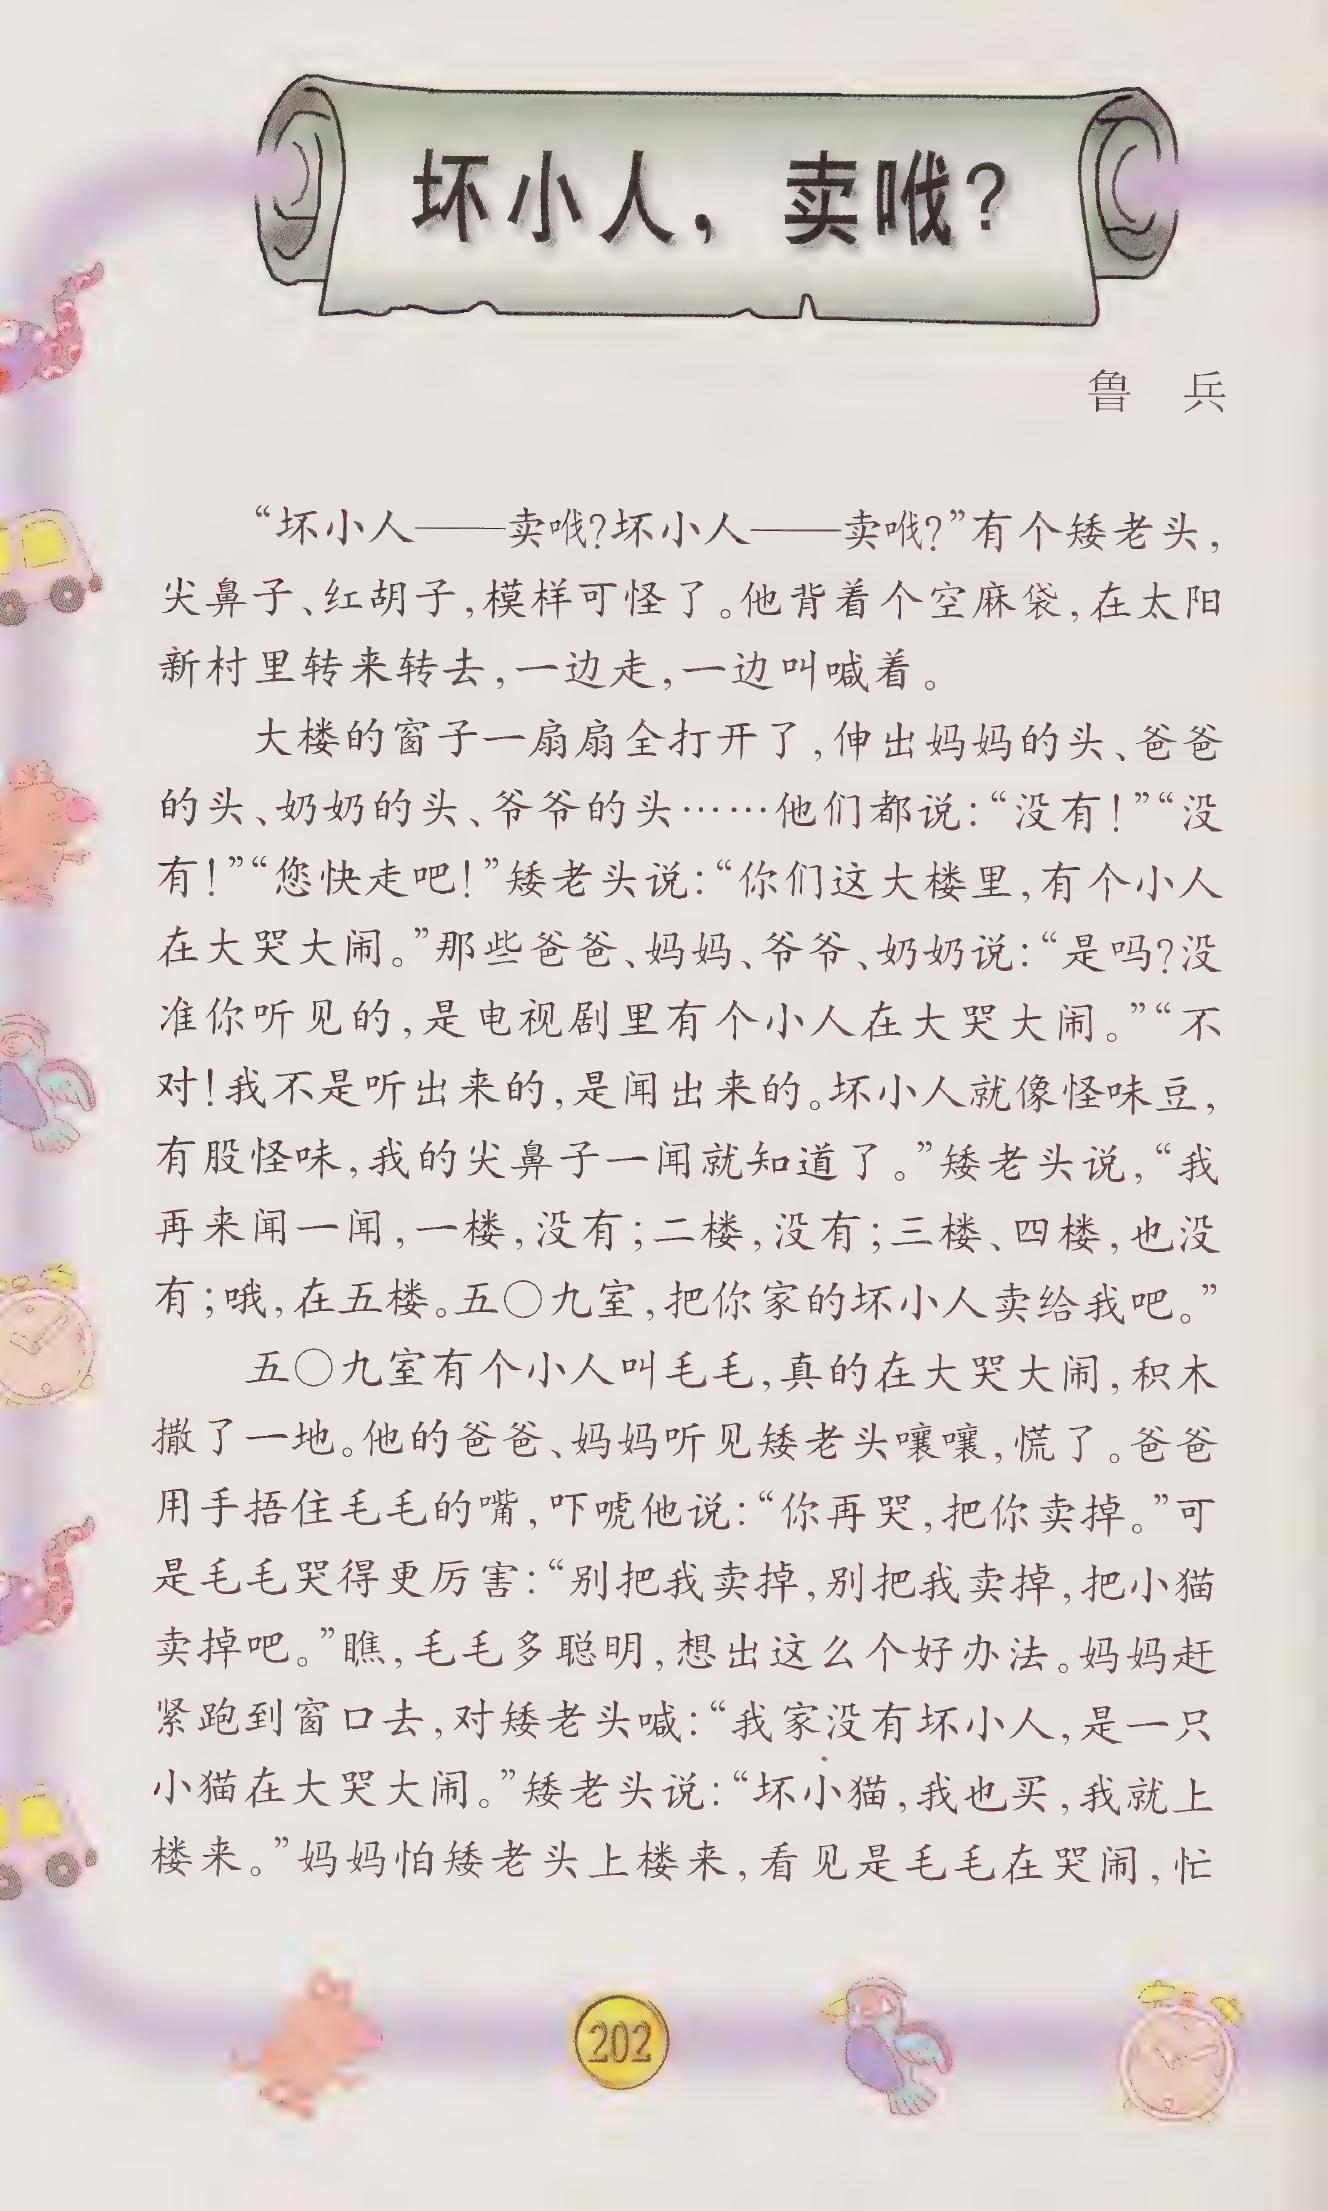 坏小人，卖哦？
鲁　兵
“坏小人——卖哦？坏小人——卖哦？”有个矮老头，
尖鼻子、红胡子，模样可怪了。他背着个空麻袋，在太阳
新村里转来转去，一边走，一边叫喊着。
大楼的窗子一扇扇全打开了，伸出妈妈的头、爸爸
的头、奶奶的头、爷爷的头……他们都说：“没有！”“没
有！”“您快走吧！”矮老头说：“你们这大楼里，有个小人
在大哭大闹。”那些爸爸、妈妈、爷爷、奶奶说：“是吗？没
准你听见的，是电视剧里有个小人在大哭大闹。”“不
对！我不是听出来的，是闻出来的。坏小人就像怪味豆，
有股怪味，我的尖鼻子一闻就知道了。”矮老头说，“我
再来闻一闻，一楼，没有；二楼，没有；三楼、四楼，也没
有；哦，在五楼。五〇九室，把你家的坏小人卖给我吧。”
五〇九室有个小人叫毛毛，真的在大哭大闹，积木
撒了一地。他的爸爸、妈妈听见矮老头嚷嚷，慌了。爸爸
用手捂住毛毛的嘴，吓唬他说：“你再哭，把你卖掉。”可
是毛毛哭得更厉害：“别把我卖掉，别把我卖掉，把小猫
卖掉吧。”瞧，毛毛多聪明，想出这么个好办法。妈妈赶
紧跑到窗口去，对矮老头喊：“我家没有坏小人，是一只
小猫在大哭大闹。”矮老头说：“坏小猫，我也买，我就上
楼来。”妈妈怕矮老头上楼来，看见是毛毛在哭闹，忙
202